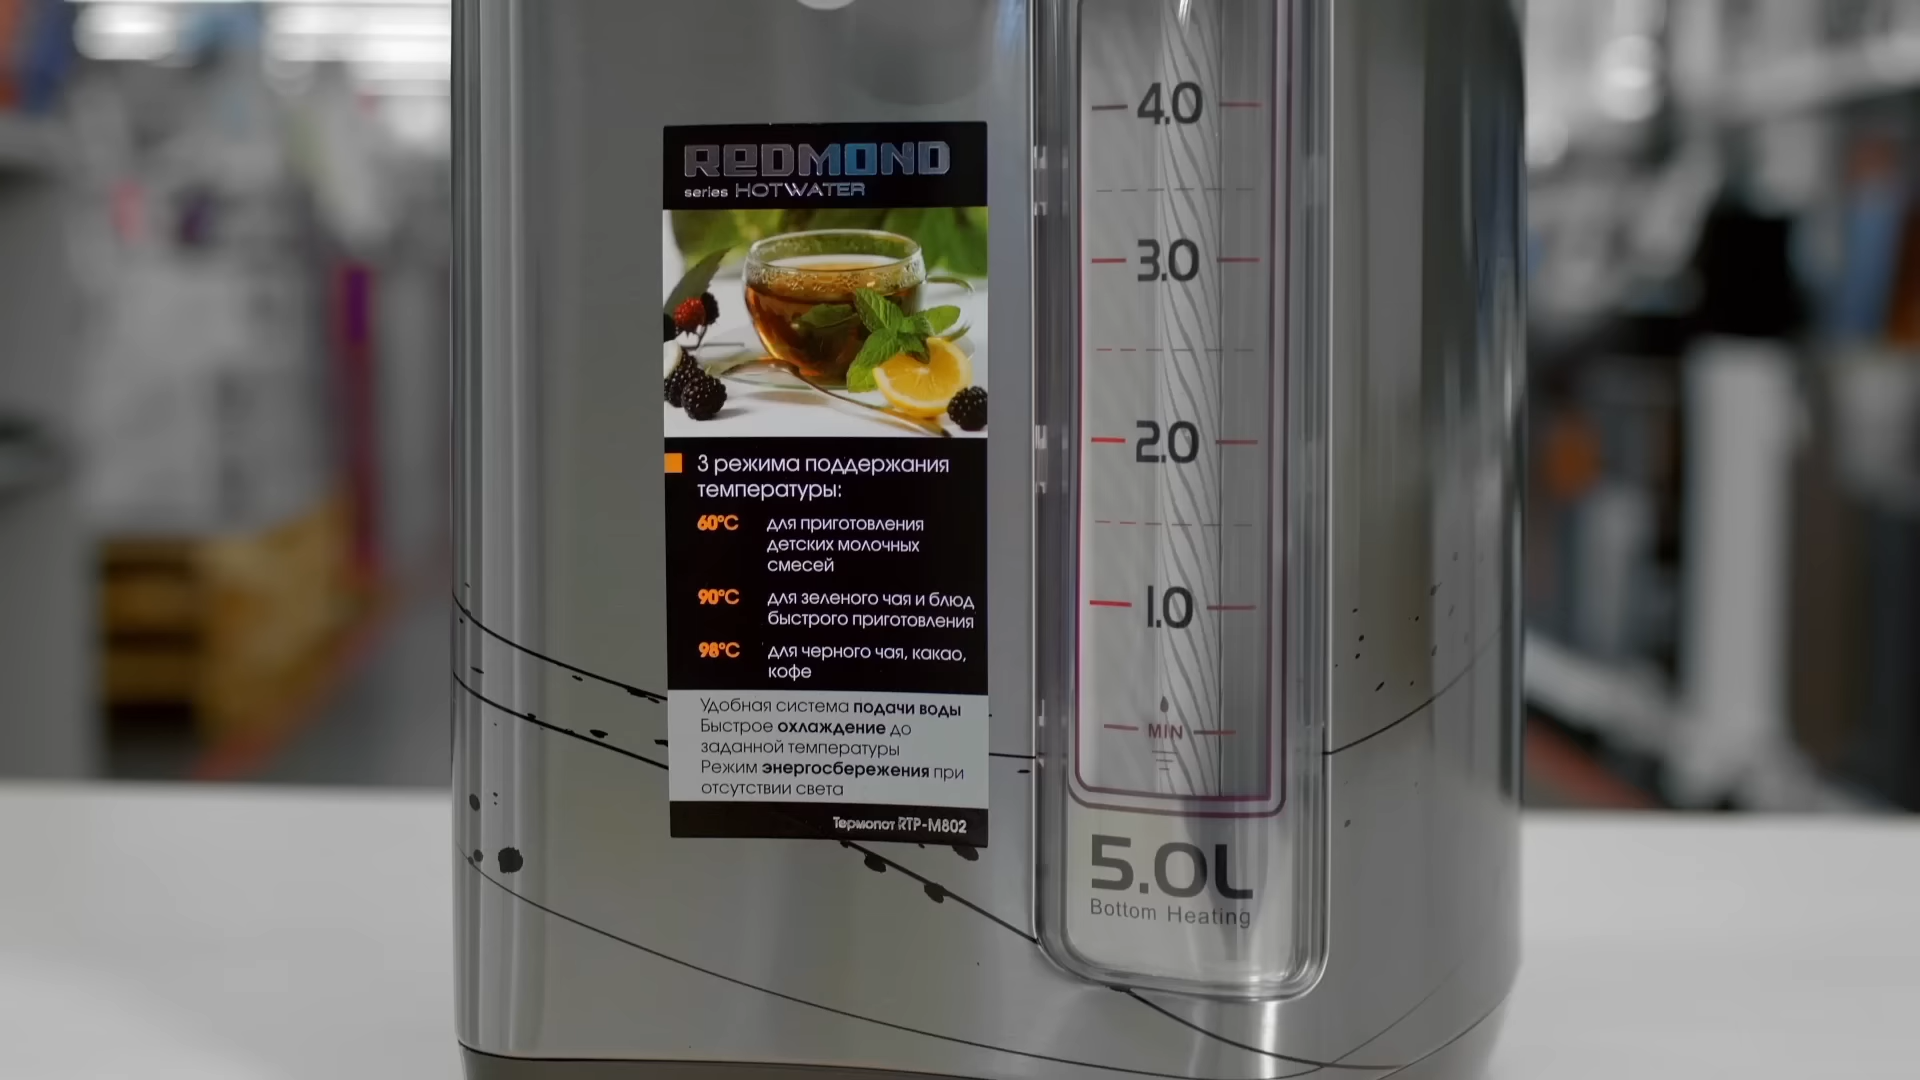 REDMOND
series HOTWATER
3 режима поддержания
температуры:
60°C для приготовления
детских молочных
смесей
90°C для зеленого чая и блюд
быстрого приготовления
98°C для черного чая, какао,
кофе
Удобная система подачи воды
Быстрое охлаждение до
заданной температуры
Режим энергосбережения при
отсутствии света
Термопот RTP-M802
4.0
3.0
2.0
1.0
MIN
5.0L
Bottom Heating